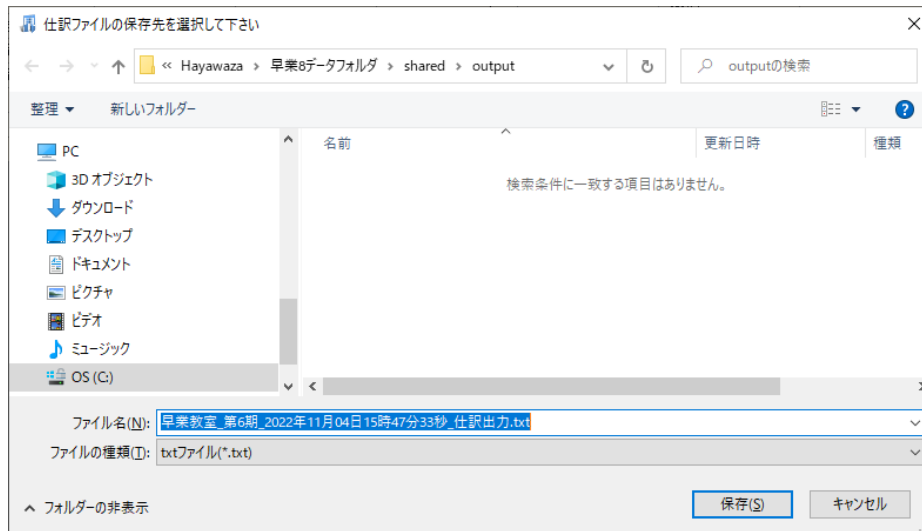 仕訳ファイルの保存先を選択して下さい
« Hayawaza › 早業8データフォルダ › shared › output
outputの検索
整理 新しいフォルダー
名前 更新日時 種類
検索条件に一致する項目はありません。
PC
3D オブジェクト
ダウンロード
デスクトップ
ドキュメント
ピクチャ
ビデオ
ミュージック
OS (C:)
ファイル名(N): 早業教室_第6期_2022年11月04日15時47分33秒_仕訳出力.txt
ファイルの種類(T): txtファイル(*.txt)
フォルダーの非表示 保存(S) キャンセル